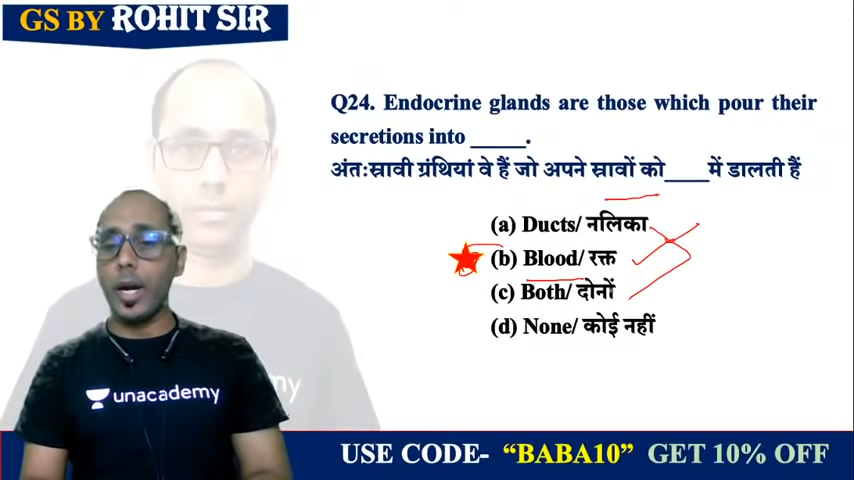 GS BY ROHIT SIR
Q24. Endocrine glands are those which pour their
secretions into _____.
अंतःस्रावी ग्रंथियां वे हैं जो अपने स्रावों को____में डालती हैं
(a) Ducts/ नलिका
(b) Blood/ रक्त
(c) Both/ दोनों
(d) None/ कोई नहीं
unacademy
my
USE CODE- “BABA10” GET 10% OFF